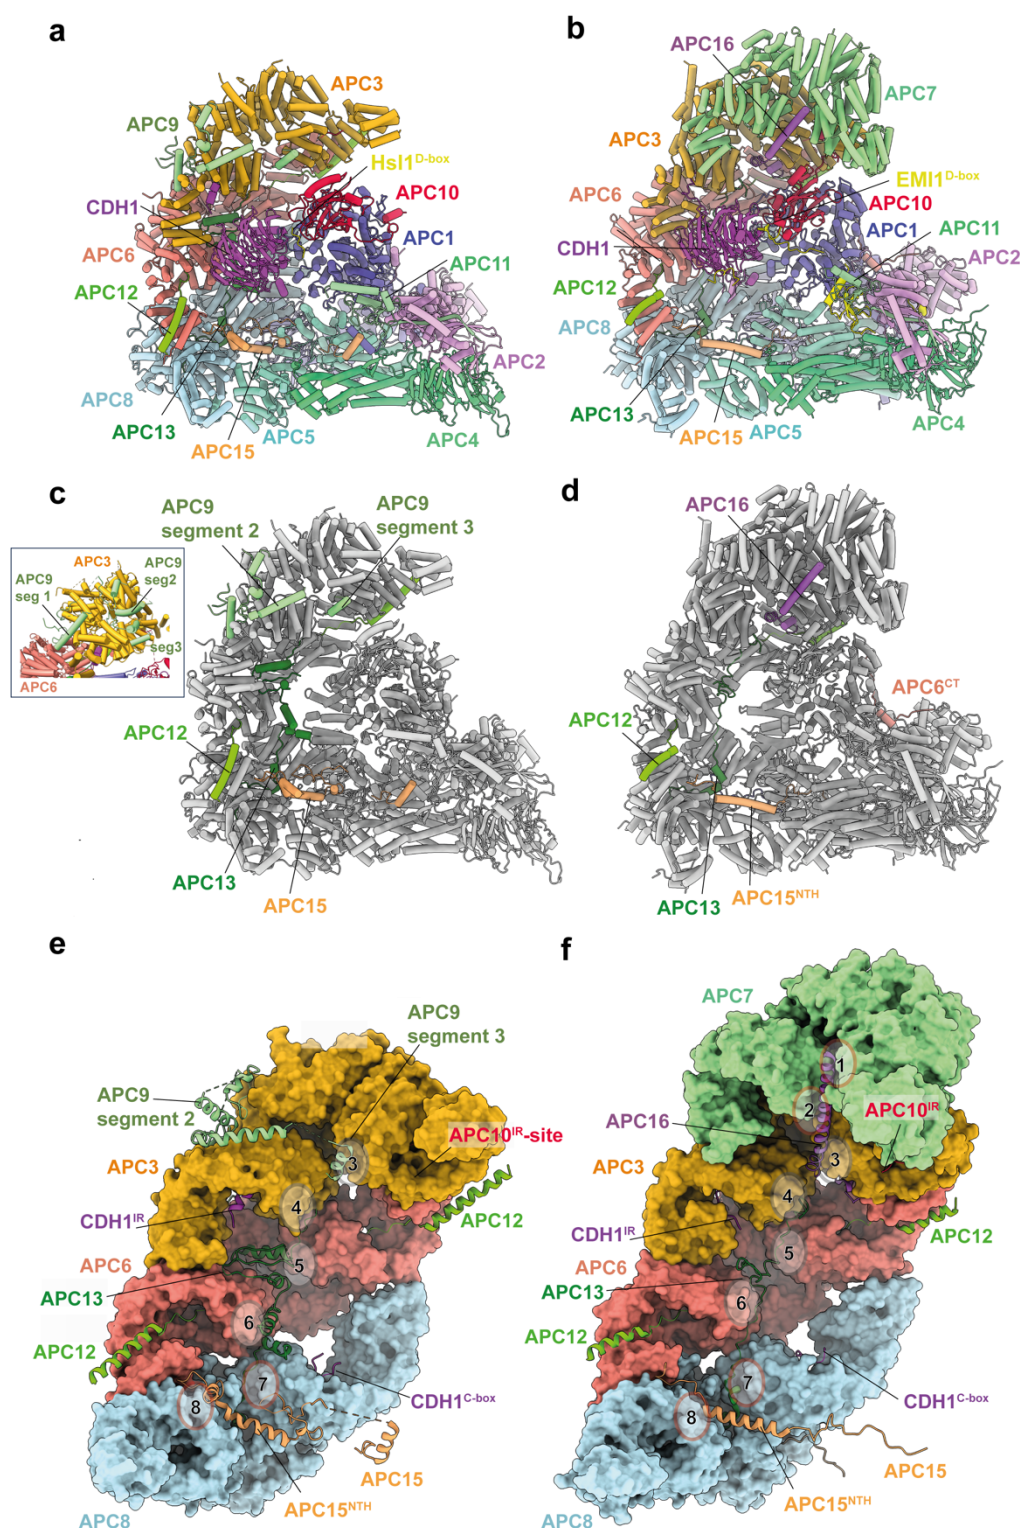 a
APC3
APC9
Hsl1D-box
CDH1
APC10
APC6
APC1
APC11
APC12
APC8
APC2
APC13
APC15
APC5
APC4
b
APC16
APC7
APC3
APC6
EMI1D-box
APC10
CDH1
APC1
APC11
APC2
APC12
APC8
APC13
APC15
APC5
APC4
c
APC9
segment 2
APC9
segment 3
APC3
APC9
seg 1
APC9
seg2
seg3
APC6
APC12
APC13
APC15
d
APC16
APC6CT
APC12
APC13
APC15NTH
e
APC9
segment 3
APC9
segment 2
APC10IR-site
APC3
3
4
CDH1IR
APC12
APC6
5
APC13
6
APC12
7
8
CDH1C-box
APC15
APC15NTH
APC8
f
APC7
1
2
APC10IR
APC16
APC3
3
4
CDH1IR
APC12
APC6
5
APC13
6
APC12
7
8
CDH1C-box
APC15
APC15NTH
APC8